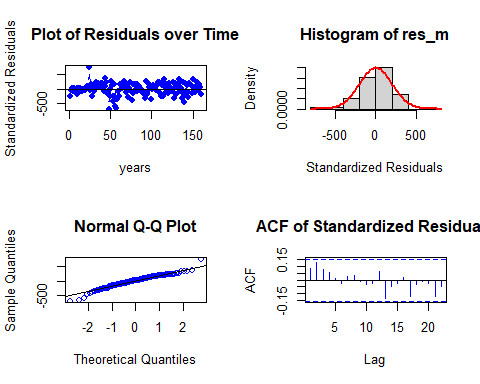 Plot of Residuals over Time
Standardized Residuals
-500
0 50 100 150
years
Histogram of res_m
Density
0.0000
-500 0 500
Standardized Residuals
Normal Q-Q Plot
Sample Quantiles
-500
-2 -1 0 1 2
Theoretical Quantiles
ACF of Standardized Residua
ACF
-0.15 0.15
5 10 15 20
Lag